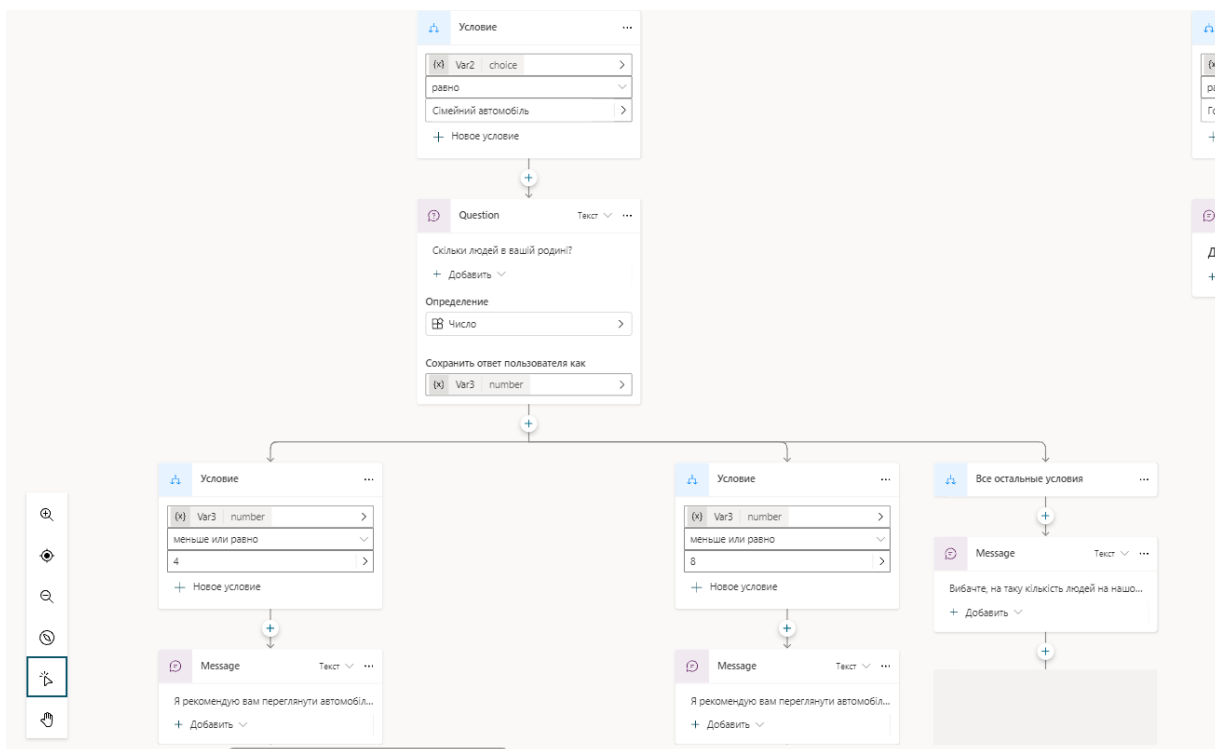 Условие
Var2 choice
равно
Сімейний автомобіль
Новое условие
Question Текст
Скільки людей в вашій родині?
Добавить
Определение
Число
Сохранить ответ пользователя как
{x} Var3 number
Условие
{x} Var3 number
меньше или равно
4
Новое условие
Message Текст
Я рекомендую вам переглянути автомобіл...
Добавить
Условие
{x} Var3 number
меньше или равно
8
Новое условие
Message Текст
Я рекомендую вам переглянути автомобіл...
Добавить
Все остальные условия
Message Текст
Вибачте, на таку кількість людей на нашо...
Добавить